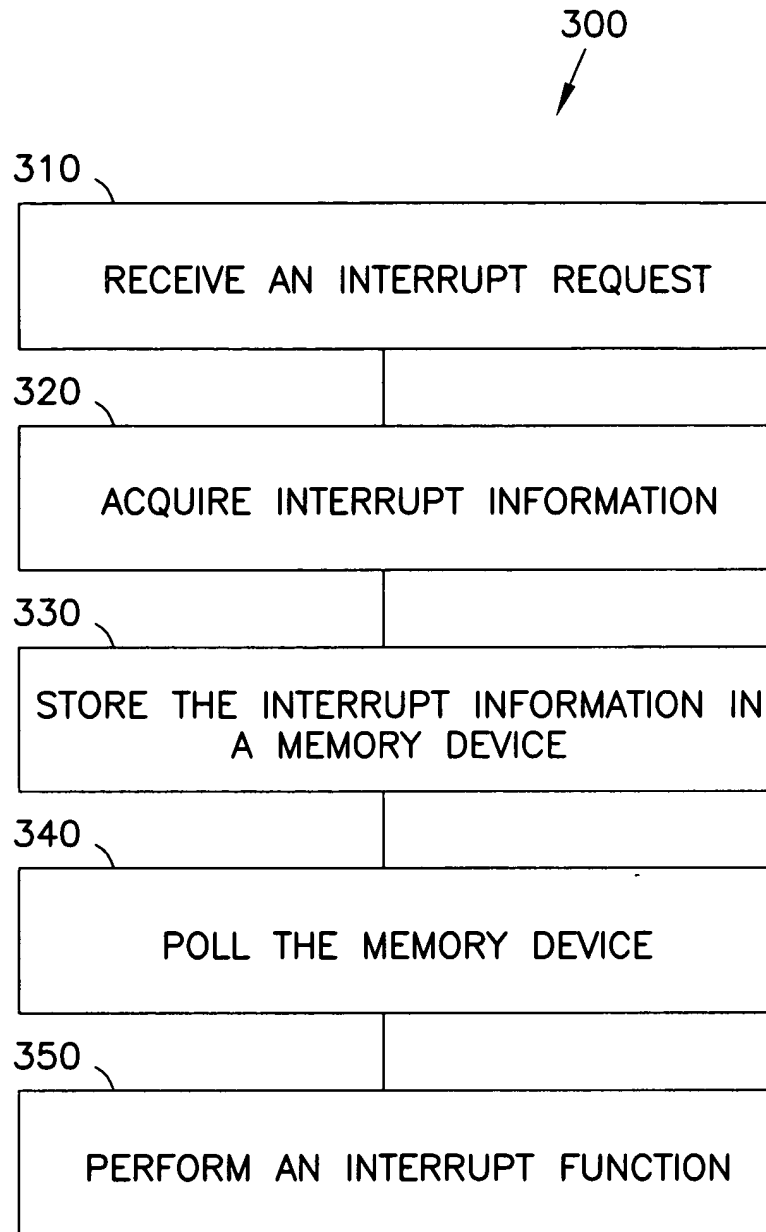 300
310
RECEIVE AN INTERRUPT REQUEST
320
ACQUIRE INTERRUPT INFORMATION
330
STORE THE INTERRUPT INFORMATION IN
A MEMORY DEVICE
340
POLL THE MEMORY DEVICE
350
PERFORM AN INTERRUPT FUNCTION